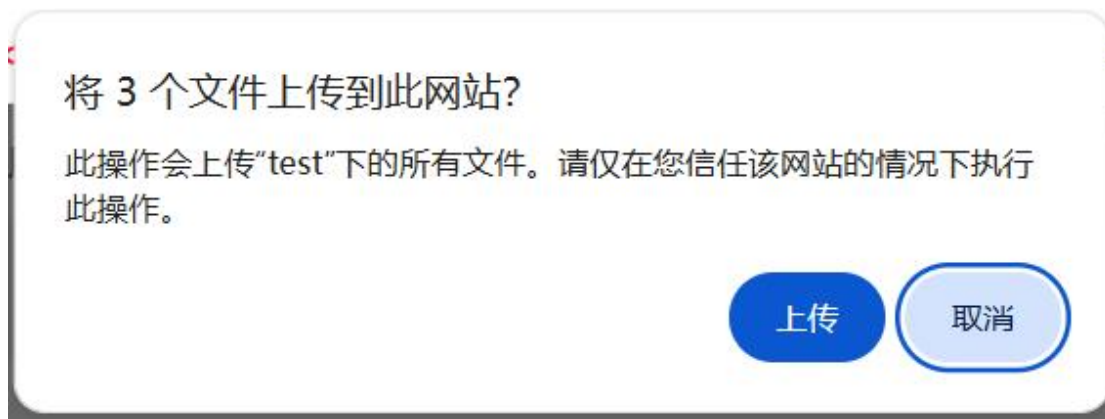 将 3 个文件上传到此网站?
此操作会上传“test”下的所有文件。请仅在您信任该网站的情况下执行
此操作。
上传
取消